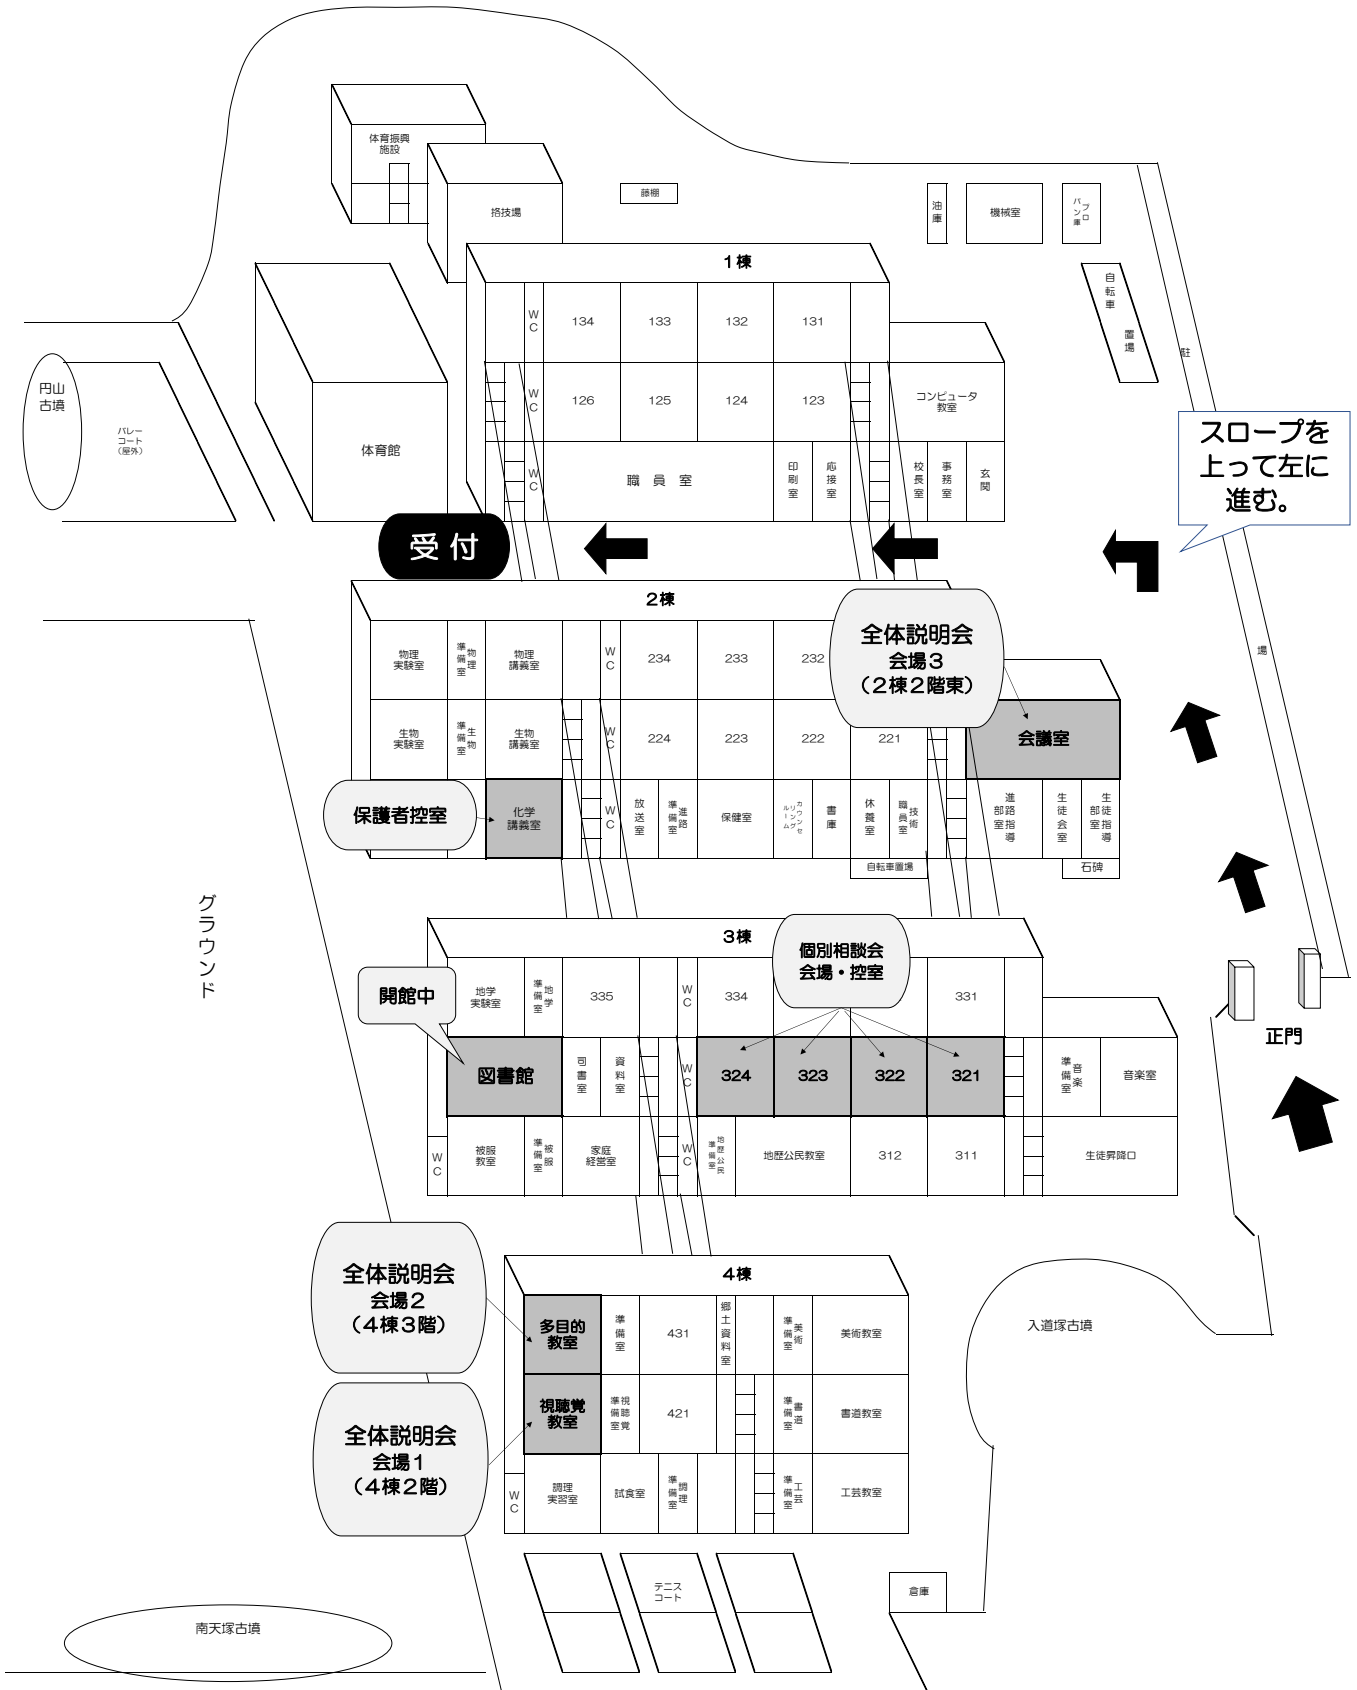 体育振興
施設
格技場
藤棚
油庫
機械室
プロ
パン庫
自転車
置場
駐
場
1棟
WC
134
133
132
131
WC
126
125
124
123
コンピュータ
教室
WC
職員室
印刷室
応接室
校長室
事務室
玄関
円山
古墳
バレー
コート
(屋外)
体育館
スロープを
上って左に
進む。
受付
2棟
物理
実験室
物理
準備室
物理
講義室
WC
234
233
232
全体説明会
会場3
(2棟2階東)
生物
実験室
生物
準備室
生物
講義室
WC
224
223
222
221
会議室
保護者控室
化学
講義室
WC
放送室
進路
準備室
保健室
カウンセ
リング
ルーム
書庫
休養室
技術
職員室
進路指導
部室
生徒会室
生徒指導
部室
自転車置場
石碑
グラウンド
3棟
個別相談会
会場・控室
開館中
地学
実験室
地学
準備室
335
WC
334
331
図書館
司書室
資料室
WC
324
323
322
321
音楽
準備室
音楽室
WC
被服
教室
被服
準備室
家庭
経営室
WC
地歴公民
準備室
地歴公民教室
312
311
生徒昇降口
正門
全体説明会
会場2
(4棟3階)
4棟
多目的
教室
準備室
431
郷土資料室
美術
準備室
美術教室
入道塚古墳
全体説明会
会場1
(4棟2階)
視聴覚
教室
視聴覚
準備室
421
書道
準備室
書道教室
WC
調理
実習室
試食室
調理
準備室
工芸
準備室
工芸教室
テニス
コート
倉庫
南天塚古墳